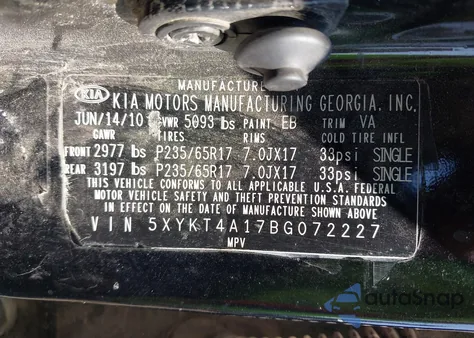 MANUFACTURE
KIA KIA MOTORS MANUFACTURING GEORGIA, INC.
JUN/14/10 GVWR 5093 lbs PAINT: EB TRIM VA
GAWR TIRES RIMS COLD TIRE INFL
FRONT 2977 lbs P235/65R17 7.0JX17 33psi SINGLE
REAR 3197 lbs P235/65R17 7.0JX17 33psi SINGLE
THIS VEHICLE CONFORMS TO ALL APPLICABLE U.S.A. FEDERAL
MOTOR VEHICLE SAFETY AND THEFT PREVENTION STANDARDS
IN EFFECT ON THE DATE OF MANUFACTURE SHOWN ABOVE
VIN 5XYKT4A17BG072227
MPV
autoSnap